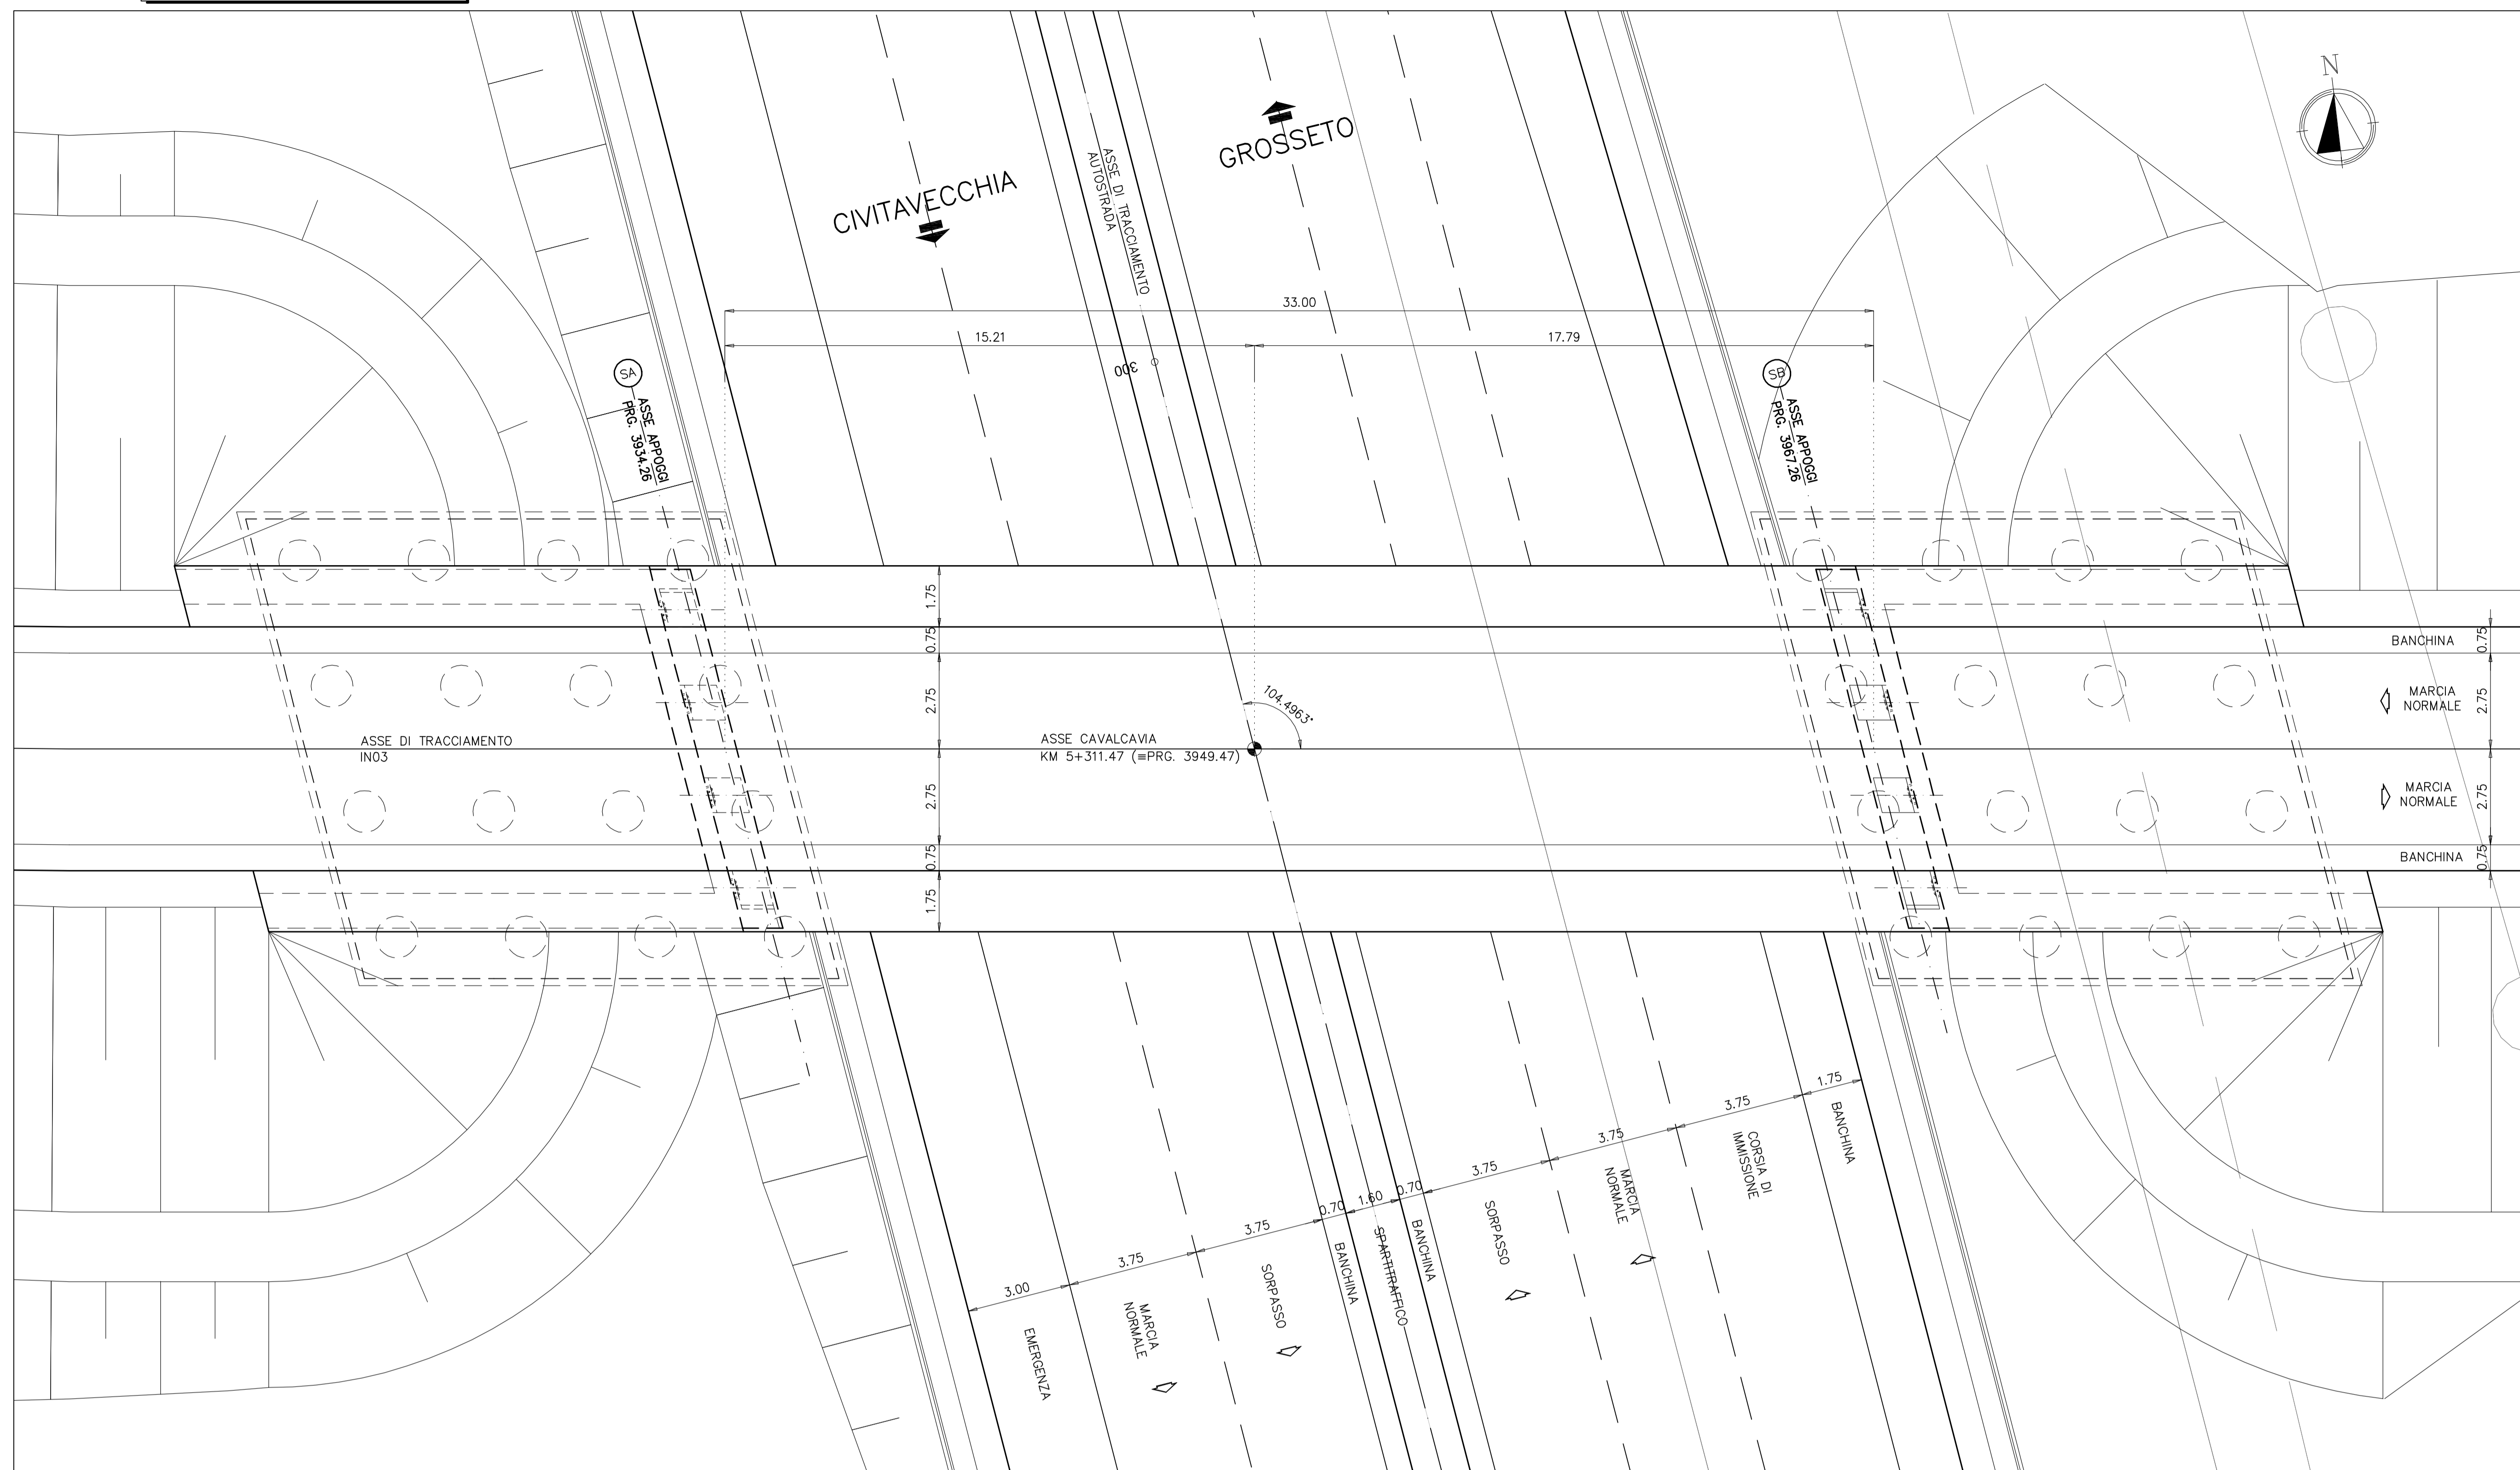 N
CIVITAVECCHIA
ASSE DI TRACCIAMENTO
AUTOSTRADA
GROSSETO
33.00
15.21
17.79
300
SA
ASSE APPOGGI
PRG. 3934.26
SB
ASSE APPOGGI
PRG. 3967.26
1.75
0.75
2.75
2.75
0.75
1.75
ASSE DI TRACCIAMENTO
IN03
ASSE CAVALCAVIA
KM 5+311.47 (≡PRG. 3949.47)
104.4963°
BANCHINA
0.75
MARCIA
NORMALE
2.75
MARCIA
NORMALE
2.75
BANCHINA
0.75
3.00
3.75
3.75
0.70
1.60
0.70
3.75
3.75
3.75
1.75
EMERGENZA
MARCIA
NORMALE
SORPASSO
BANCHINA
SPARTITRAFFICO
BANCHINA
SORPASSO
MARCIA
NORMALE
CORSIA DI
IMMISSIONE
BANCHINA